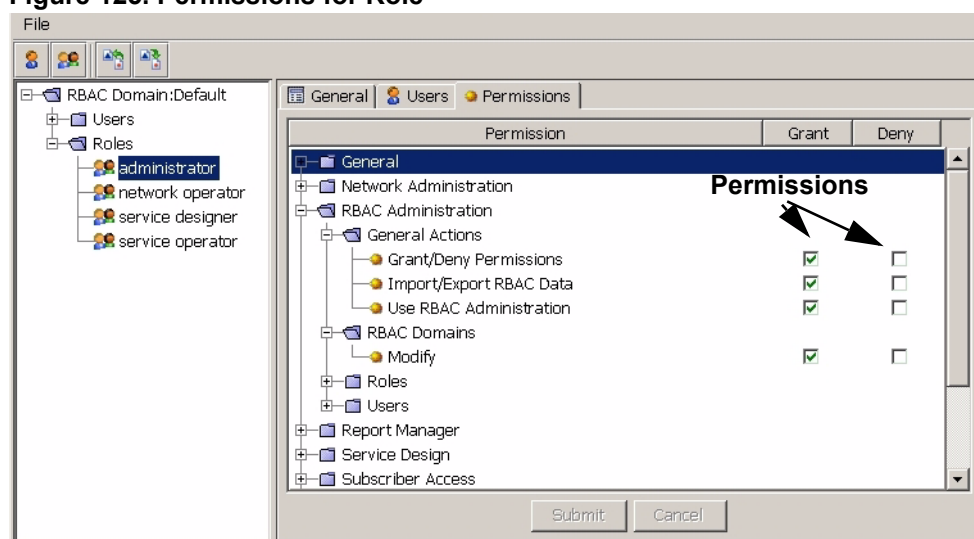 Figure 123. Permissions for Role
File
RBAC Domain:Default
Users
Roles
administrator
network operator
service designer
service operator
General Users Permissions
Permission Grant Deny
General
Network Administration
Permissions
RBAC Administration
General Actions
Grant/Deny Permissions
Import/Export RBAC Data
Use RBAC Administration
RBAC Domains
Modify
Roles
Users
Report Manager
Service Design
Subscriber Access
Submit Cancel